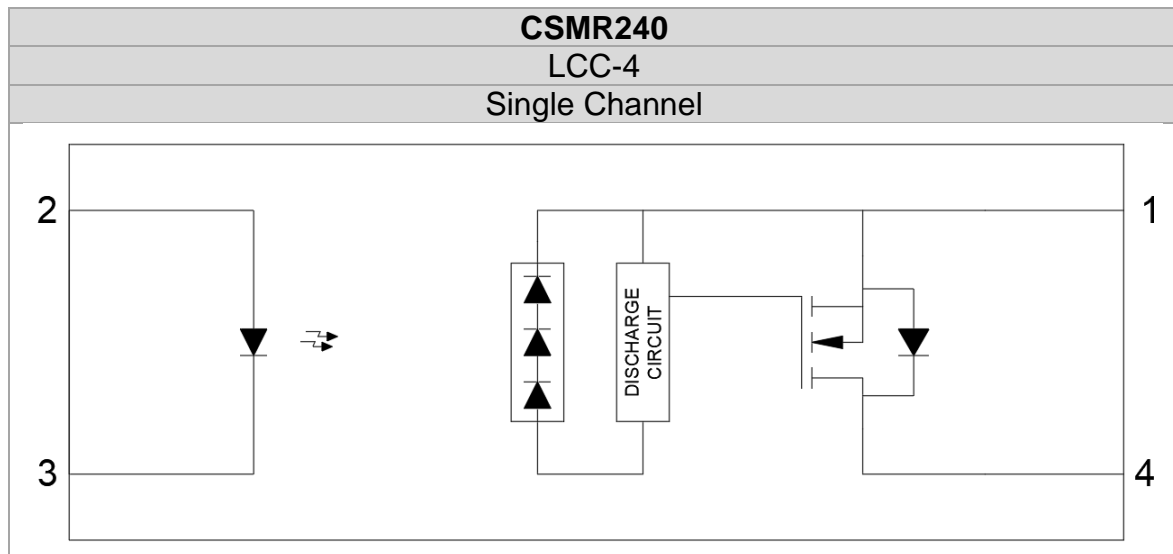 CSMR240
LCC-4
Single Channel
2
1
DISCHARGE
CIRCUIT
3
4